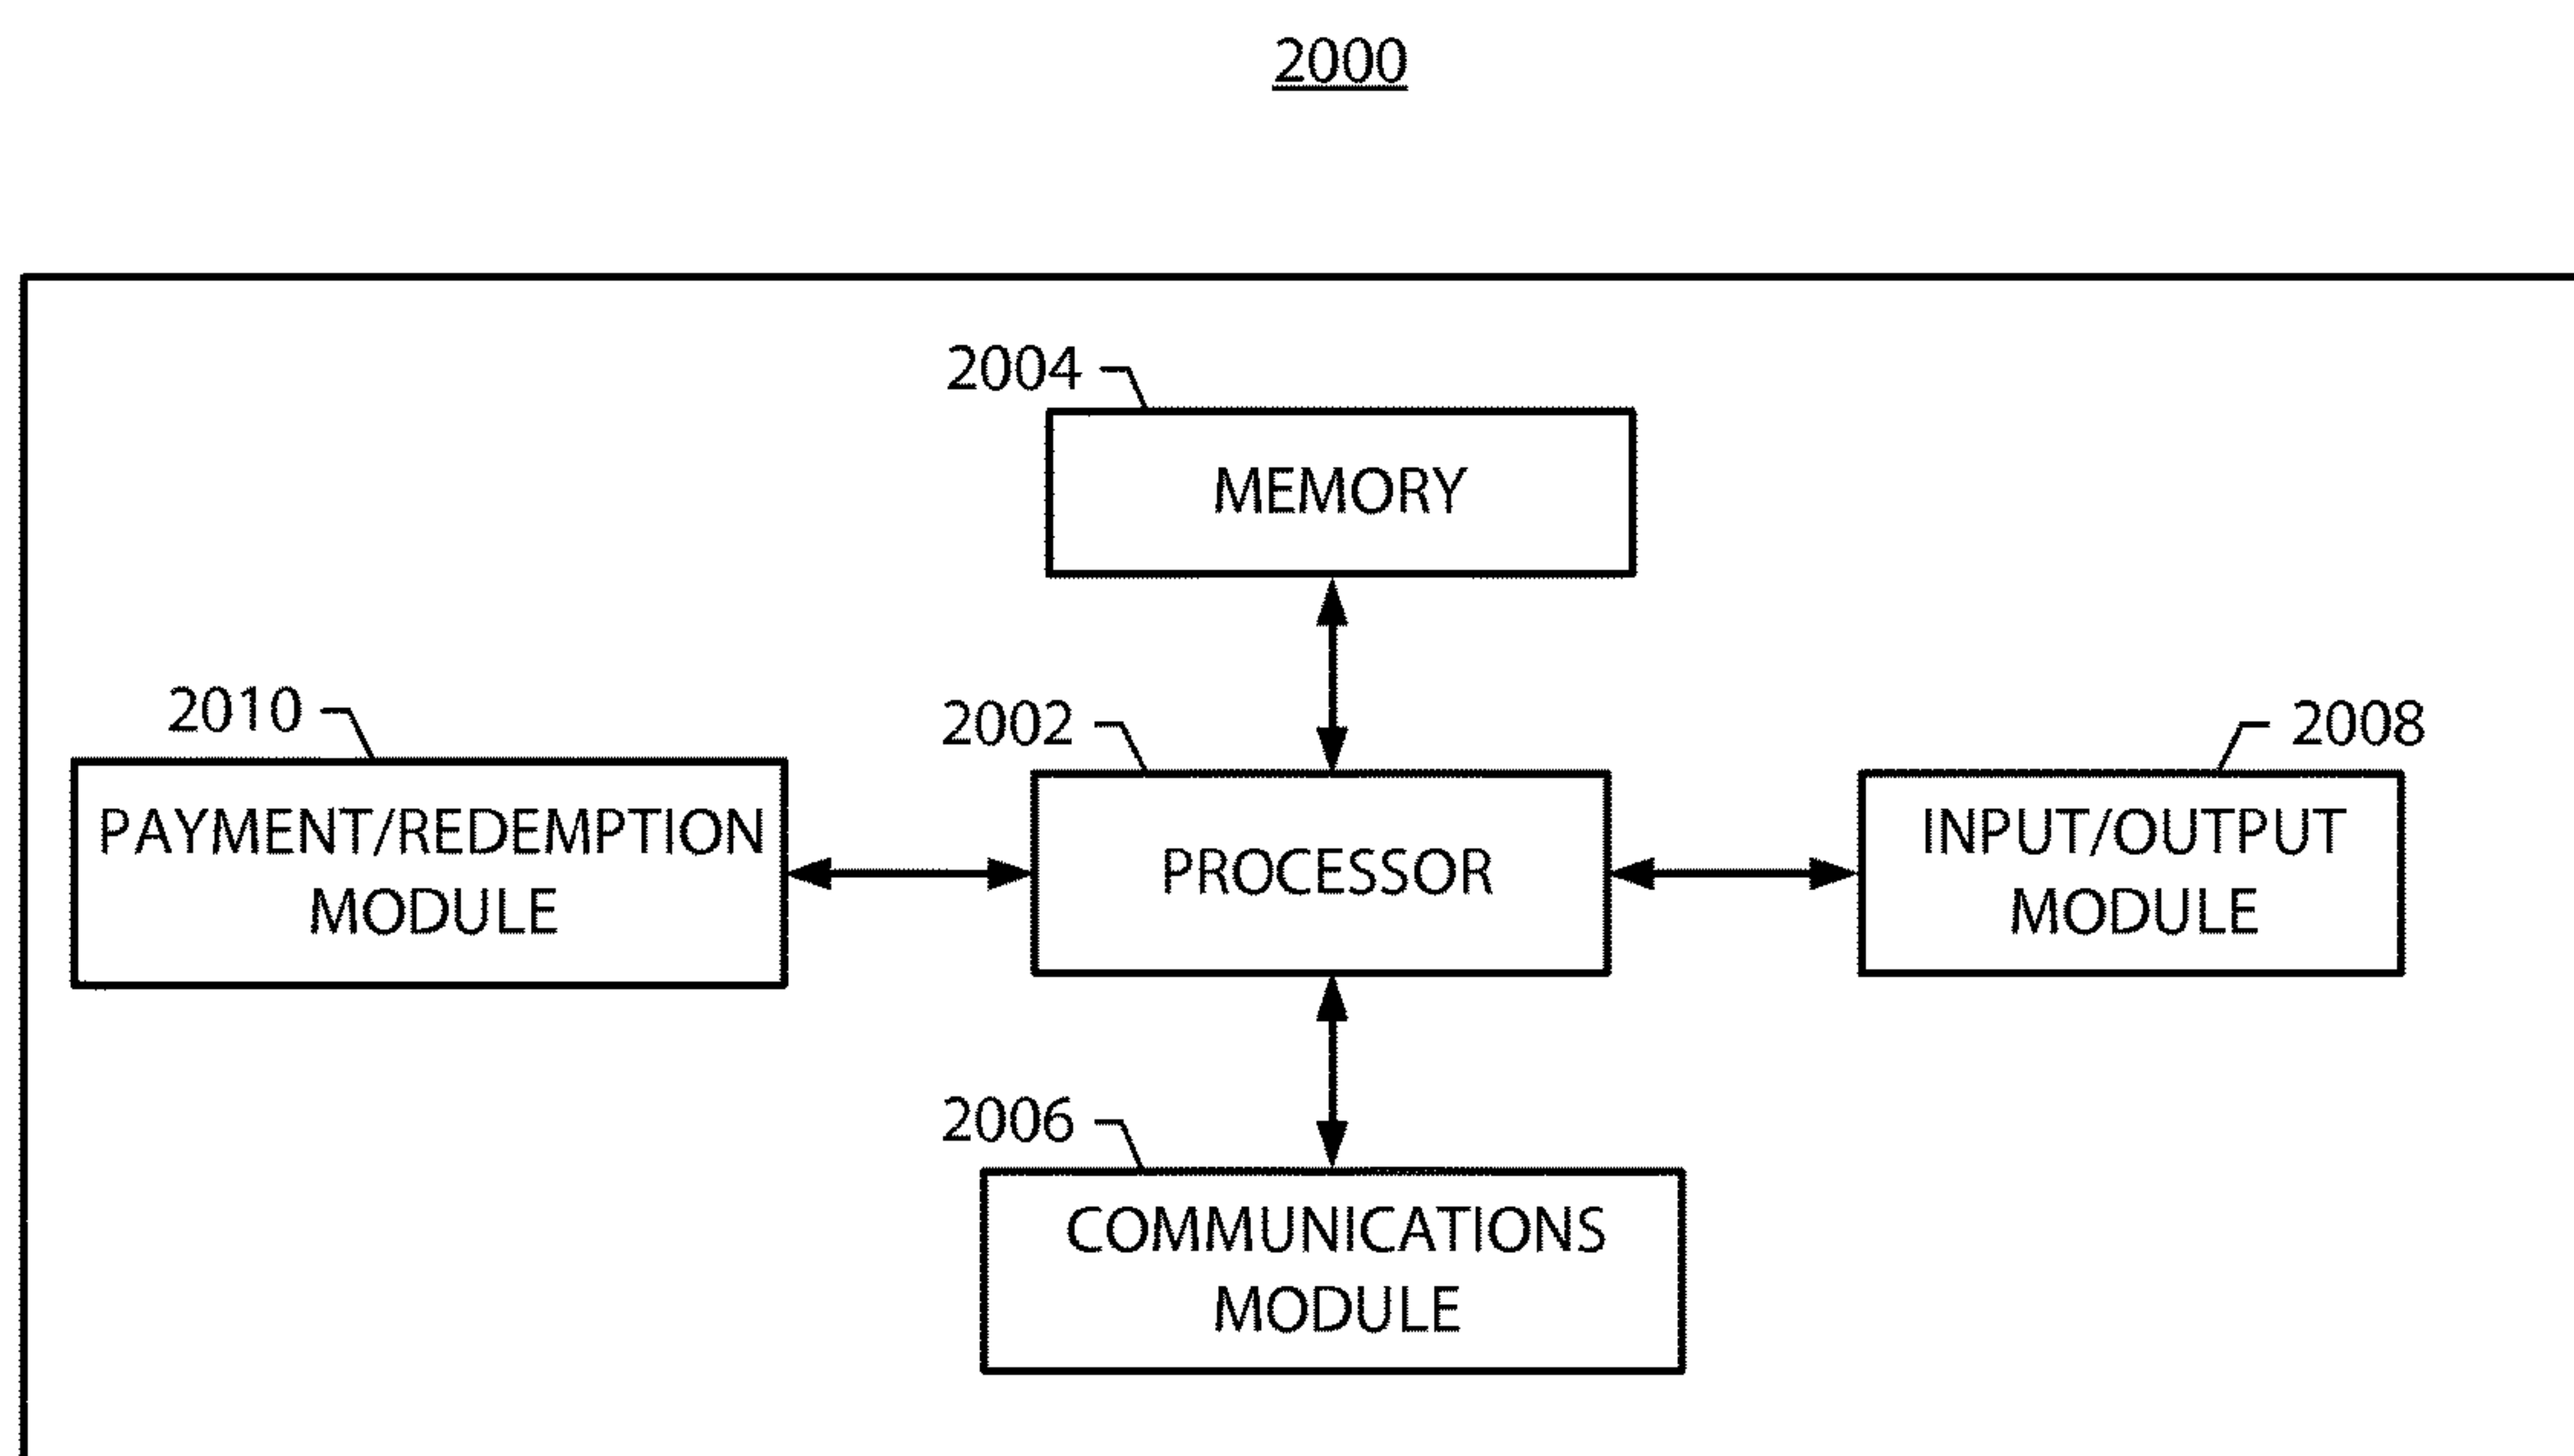 2000
2004
MEMORY
2010
2002
2008
PAYMENT/REDEMPTION
MODULE
PROCESSOR
INPUT/OUTPUT
MODULE
2006
COMMUNICATIONS
MODULE